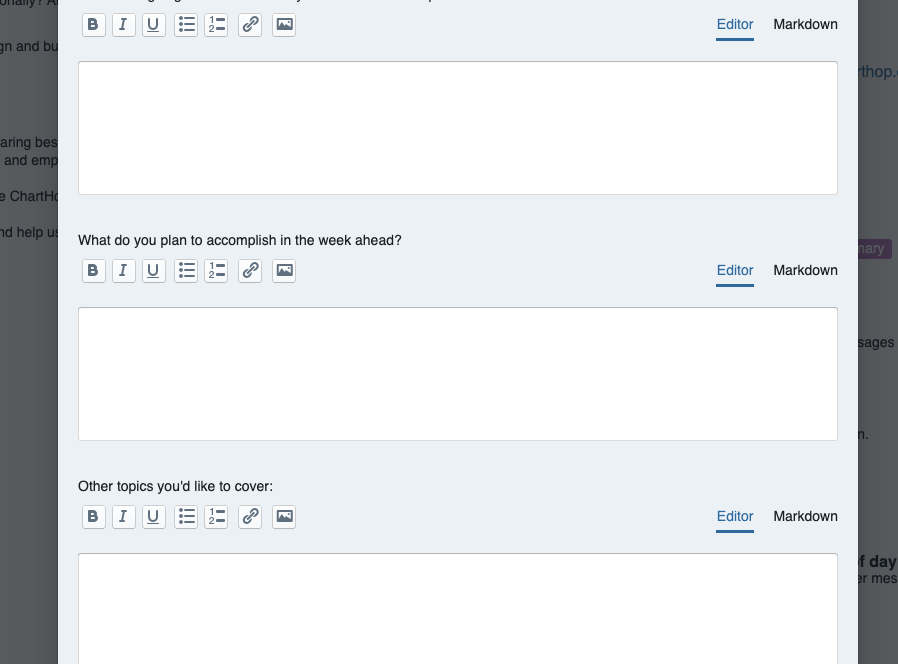 Editor Markdown
gn and bu
rthop.
aring bes
and emp
e ChartHo
nd help us
What do you plan to accomplish in the week ahead?
nary
Editor Markdown
sages
n.
Other topics you'd like to cover:
Editor Markdown
of day
er mes